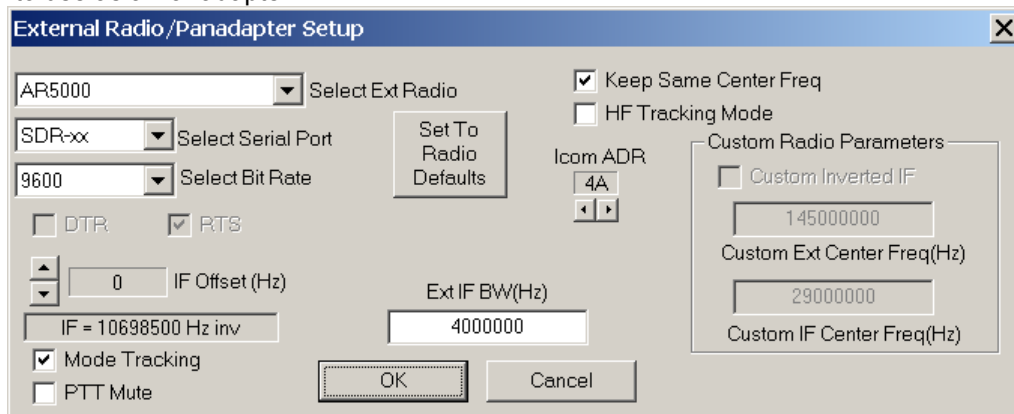 External Radio/Panadapter Setup
AR5000
Select Ext Radio
SDR-xx
Select Serial Port
9600
Select Bit Rate
Set To
Radio
Defaults
DTR
RTS
0
IF Offset (Hz)
IF = 10698500 Hz inv
Mode Tracking
PTT Mute
Keep Same Center Freq
HF Tracking Mode
Icom ADR
4A
Ext IF BW(Hz)
4000000
Custom Radio Parameters
Custom Inverted IF
145000000
Custom Ext Center Freq(Hz)
29000000
Custom IF Center Freq(Hz)
OK
Cancel